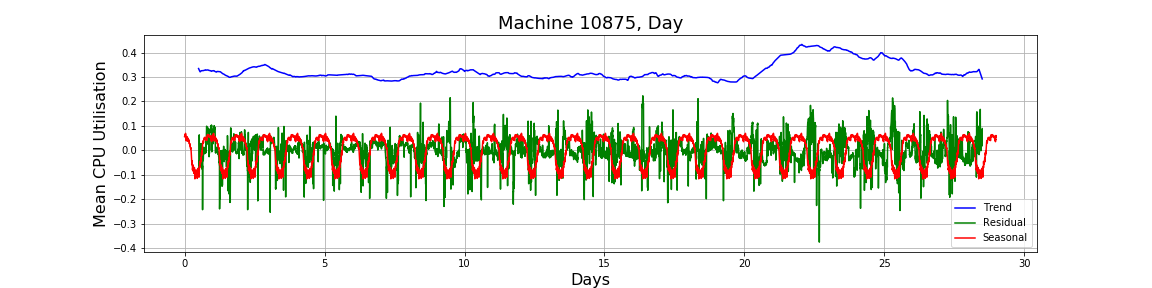 Machine 10875, Day
Mean CPU Utilisation
0.4
0.3
0.2
0.1
0.0
−0.1
−0.2
−0.3
−0.4
Trend
Residual
Seasonal
0 5 10 15 20 25 30
Days